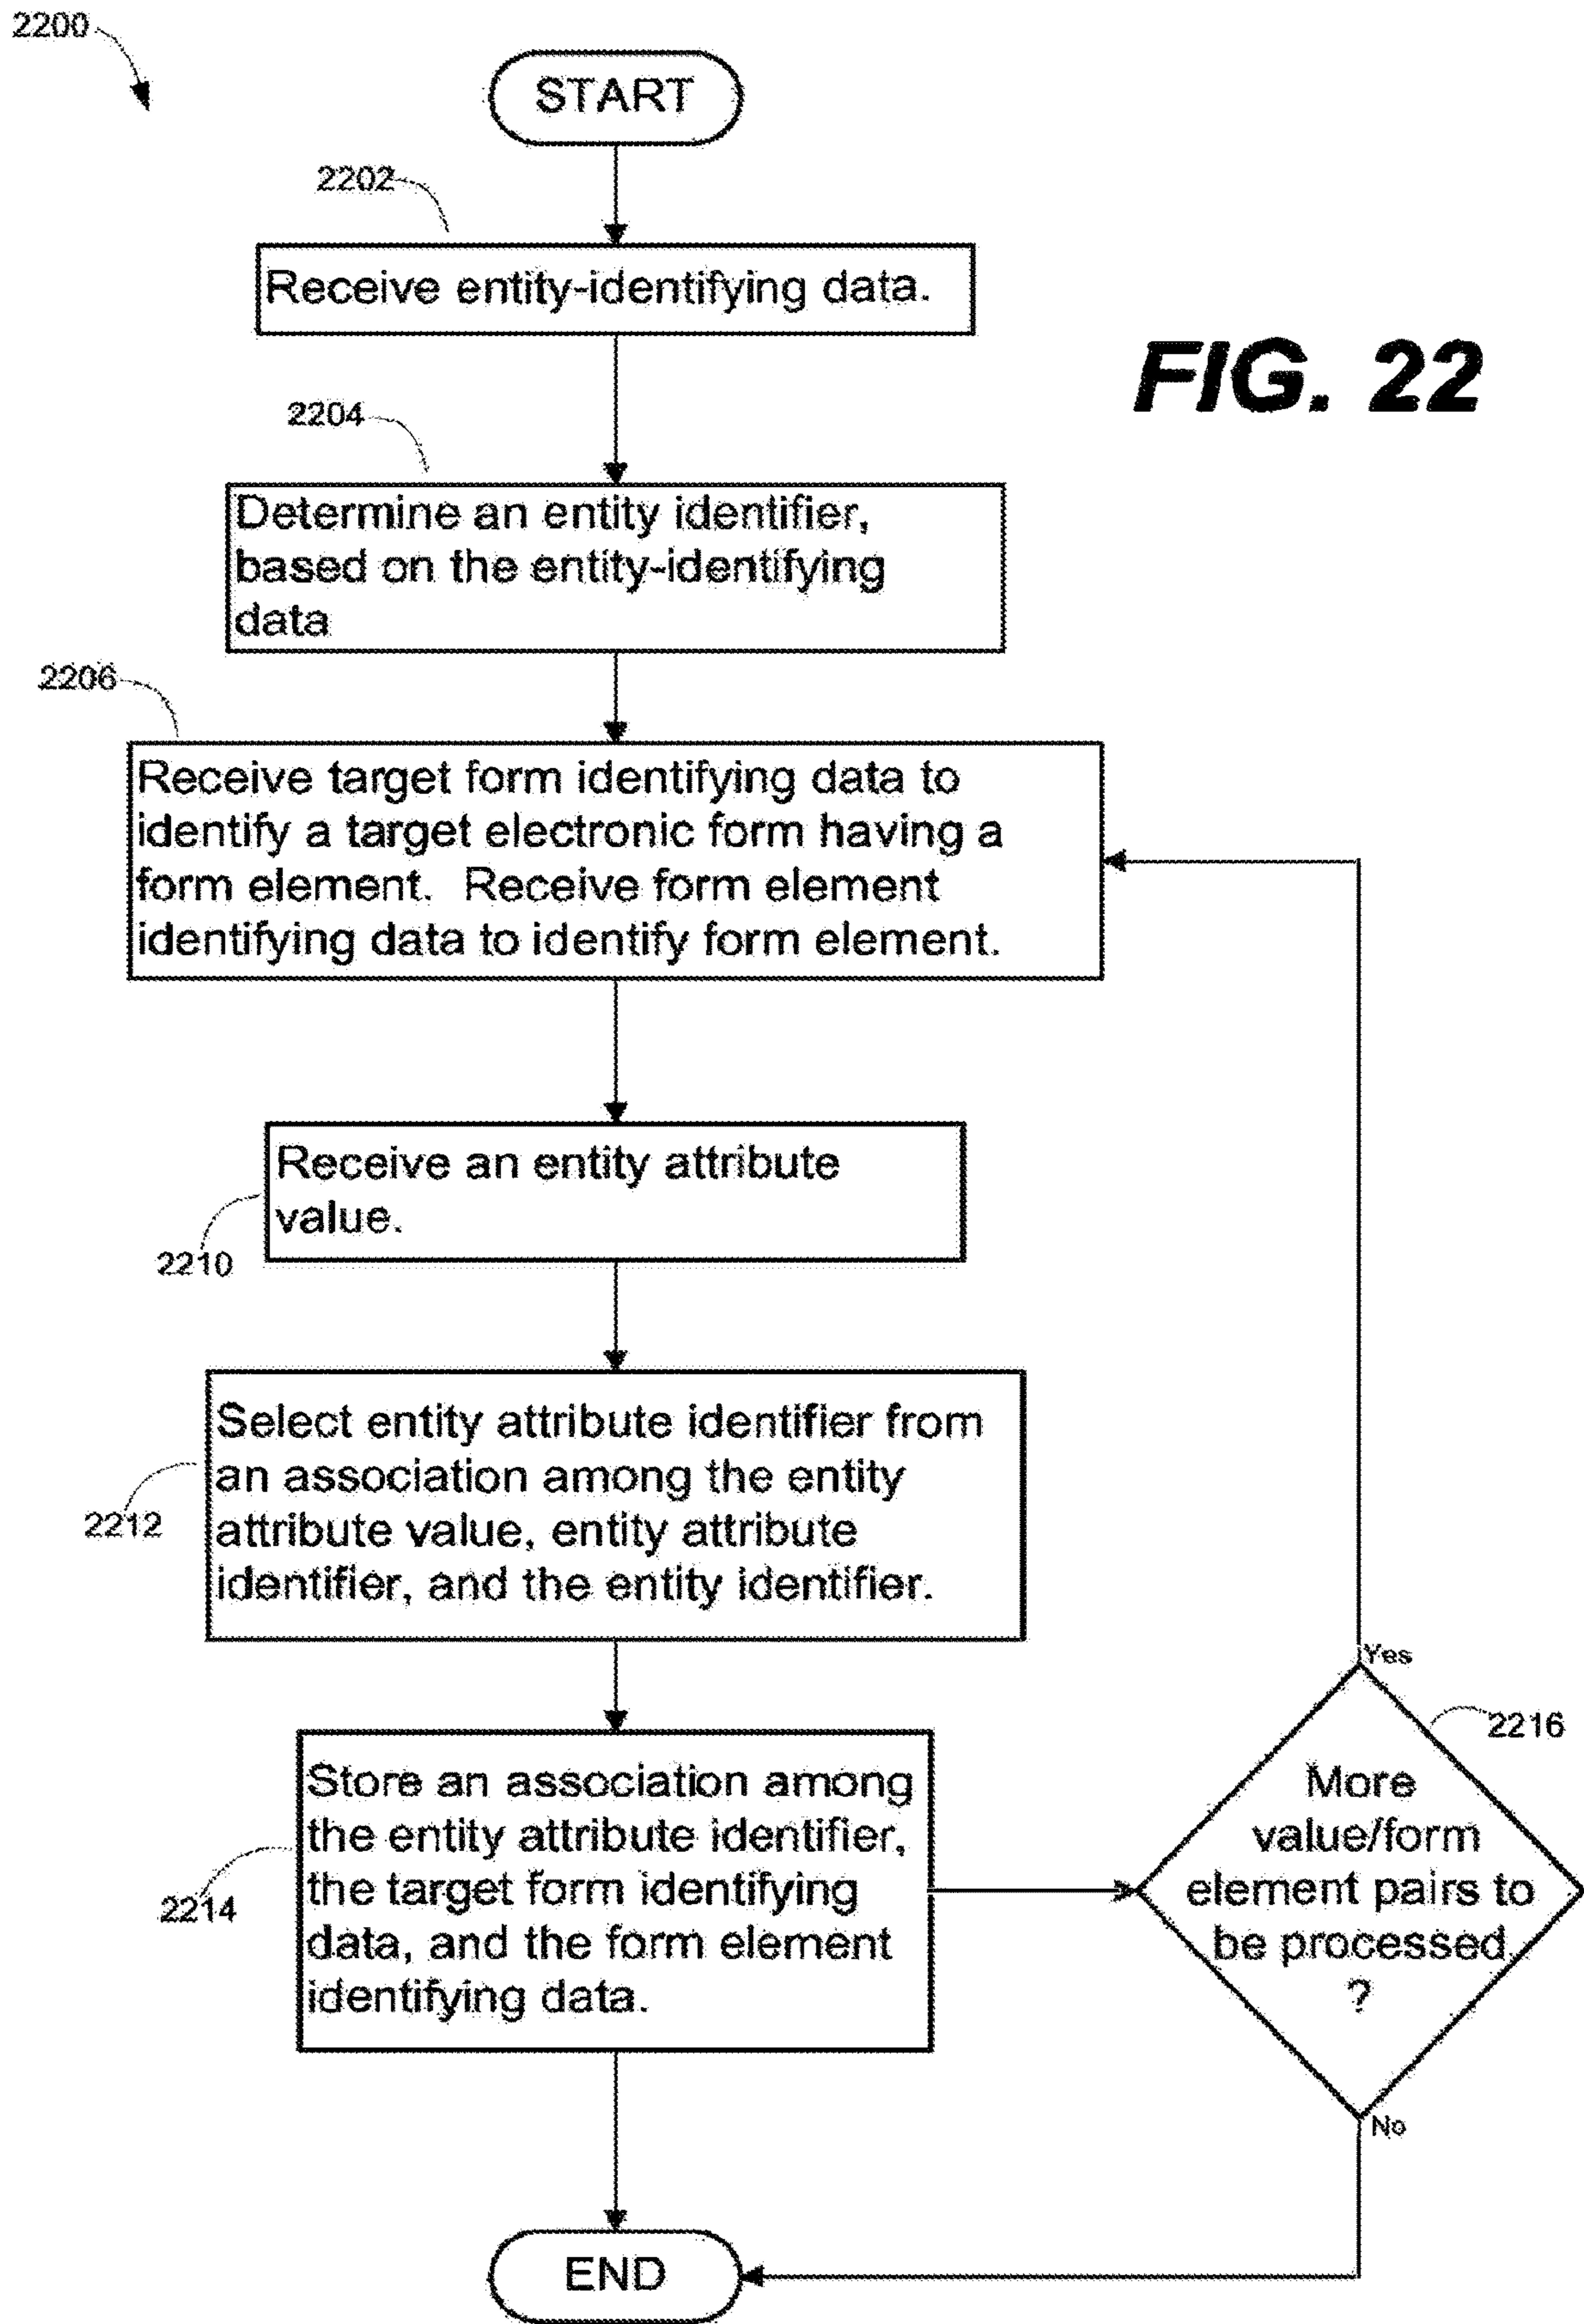 2200
START
2202
Receive entity-identifying data.
FIG. 22
2204
Determine an entity identifier,
based on the entity-identifying
data
2206
Receive target form identifying data to
identify a target electronic form having a
form element.  Receive form element
identifying data to identify form element.
Receive an entity attribute
value.
2210
Select entity attribute identifier from
an association among the entity
attribute value, entity attribute
identifier, and the entity identifier.
2212
Yes
2216
Store an association among
the entity attribute identifier,
the target form identifying
data, and the form element
identifying data.
2214
More
value/form
element pairs to
be processed
?
No
END